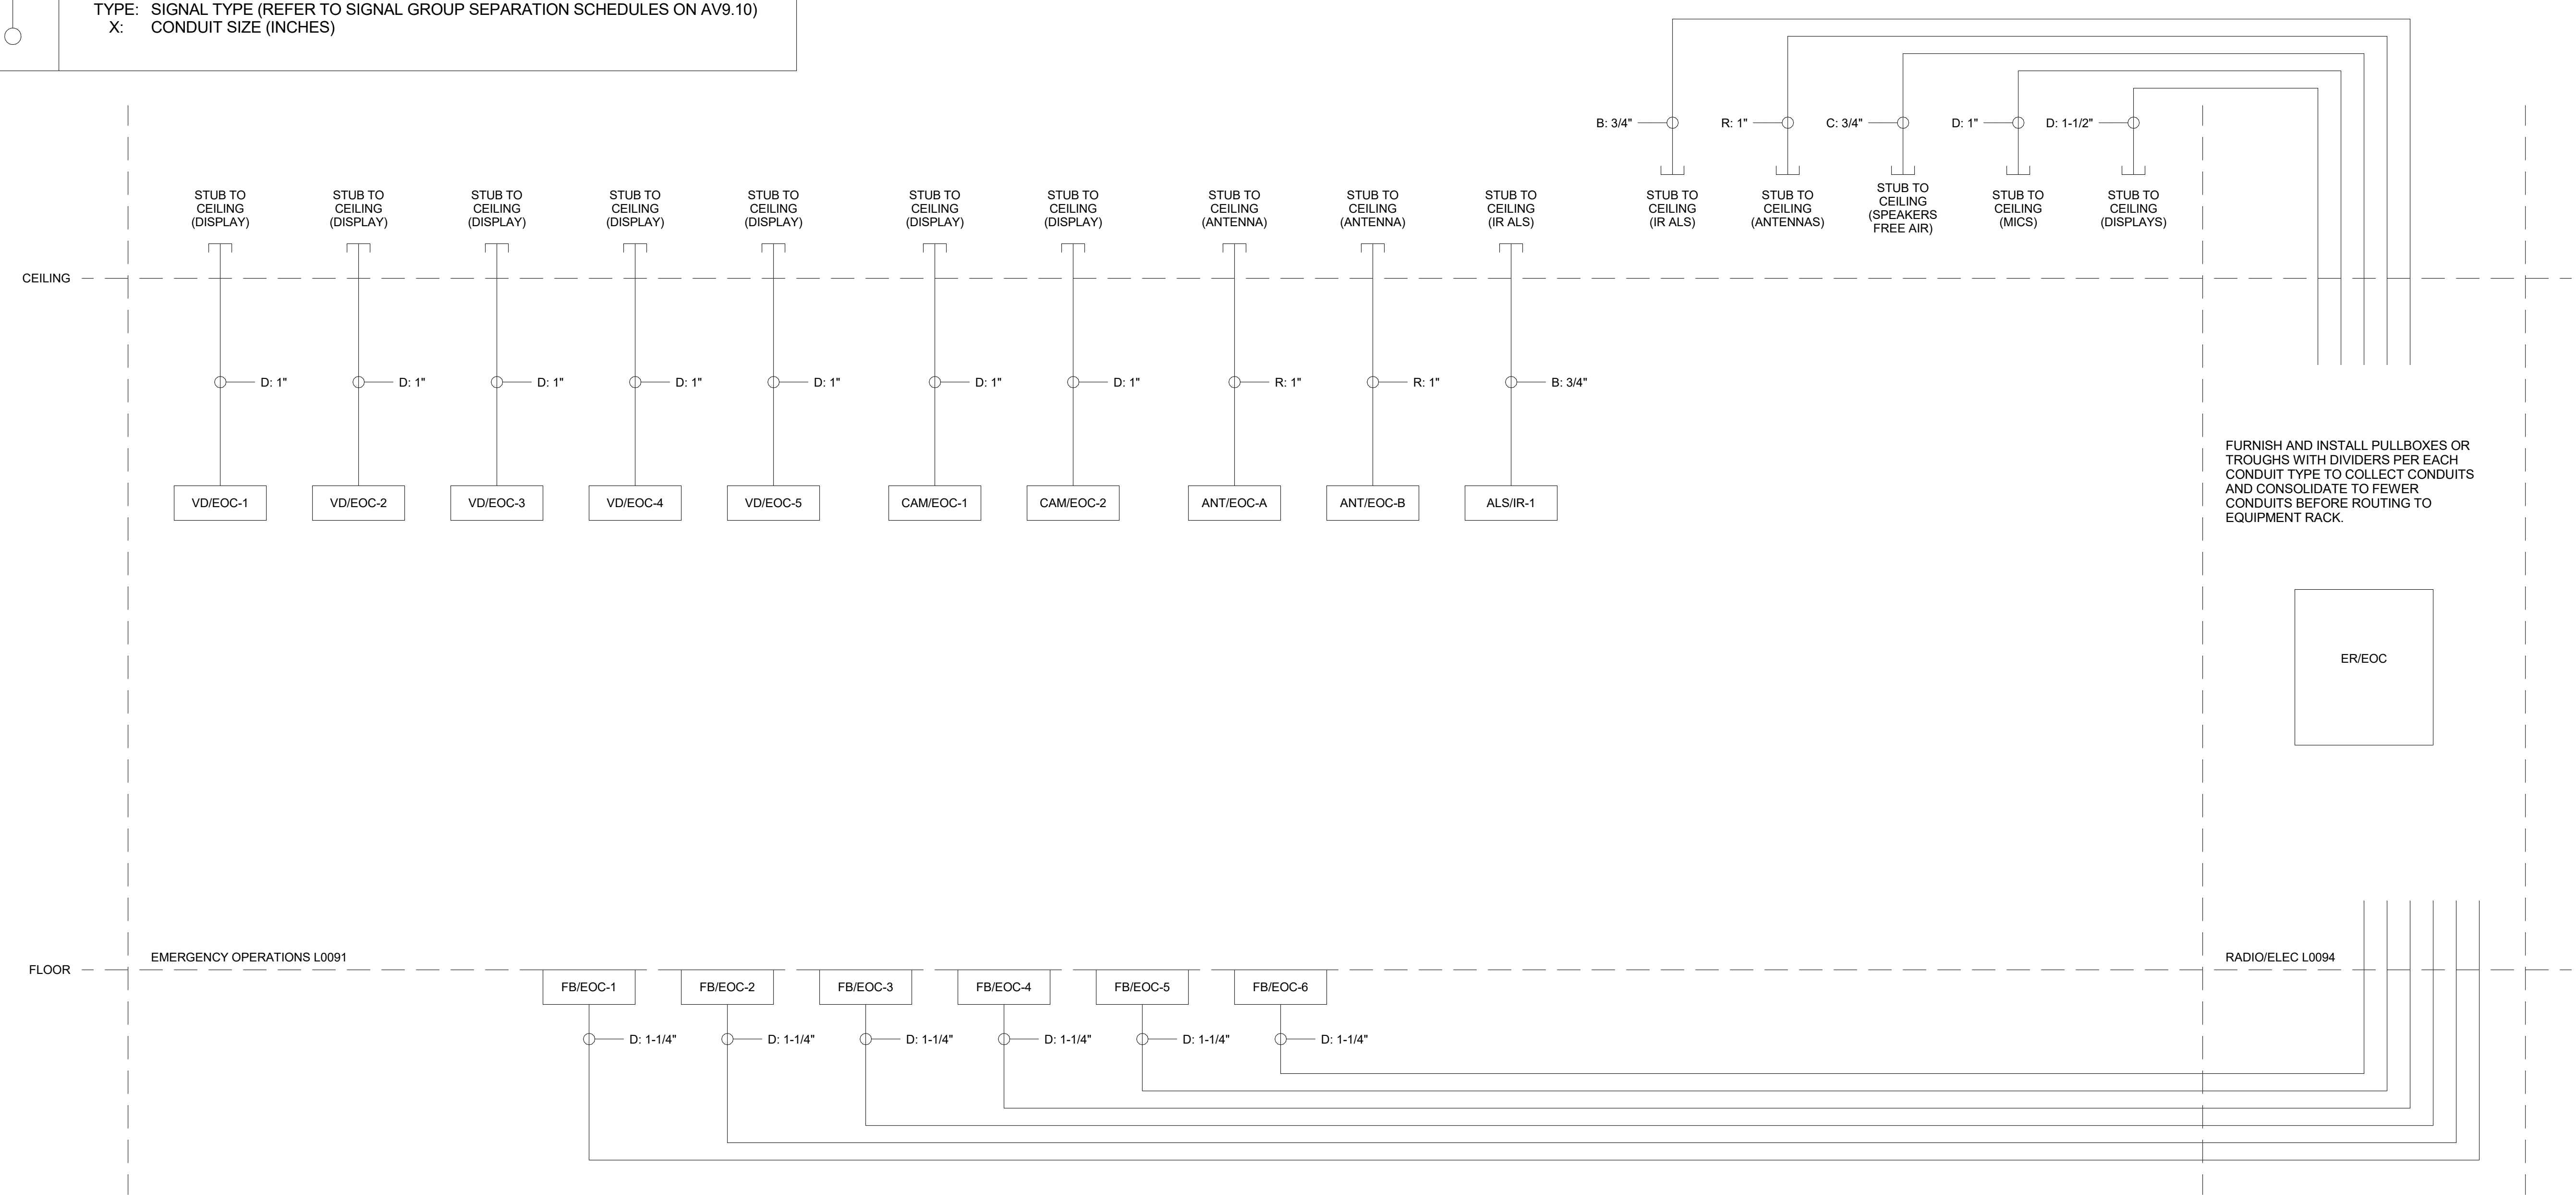 TYPE: SIGNAL TYPE (REFER TO SIGNAL GROUP SEPARATION SCHEDULES ON AV9.10)
X: CONDUIT SIZE (INCHES)
B: 3/4"
R: 1"
C: 3/4"
D: 1"
D: 1-1/2"
STUB TO
CEILING
(DISPLAY)
STUB TO
CEILING
(DISPLAY)
STUB TO
CEILING
(DISPLAY)
STUB TO
CEILING
(DISPLAY)
STUB TO
CEILING
(DISPLAY)
STUB TO
CEILING
(DISPLAY)
STUB TO
CEILING
(DISPLAY)
STUB TO
CEILING
(ANTENNA)
STUB TO
CEILING
(ANTENNA)
STUB TO
CEILING
(IR ALS)
STUB TO
CEILING
(IR ALS)
STUB TO
CEILING
(ANTENNAS)
STUB TO
CEILING
(SPEAKERS
FREE AIR)
STUB TO
CEILING
(MICS)
STUB TO
CEILING
(DISPLAYS)
CEILING
D: 1"
D: 1"
D: 1"
D: 1"
D: 1"
D: 1"
D: 1"
R: 1"
R: 1"
B: 3/4"
VD/EOC-1
VD/EOC-2
VD/EOC-3
VD/EOC-4
VD/EOC-5
CAM/EOC-1
CAM/EOC-2
ANT/EOC-A
ANT/EOC-B
ALS/IR-1
FURNISH AND INSTALL PULLBOXES OR
TROUGHS WITH DIVIDERS PER EACH
CONDUIT TYPE TO COLLECT CONDUITS
AND CONSOLIDATE TO FEWER
CONDUITS BEFORE ROUTING TO
EQUIPMENT RACK.
ER/EOC
EMERGENCY OPERATIONS L0091
RADIO/ELEC L0094
FLOOR
FB/EOC-1
FB/EOC-2
FB/EOC-3
FB/EOC-4
FB/EOC-5
FB/EOC-6
D: 1-1/4"
D: 1-1/4"
D: 1-1/4"
D: 1-1/4"
D: 1-1/4"
D: 1-1/4"